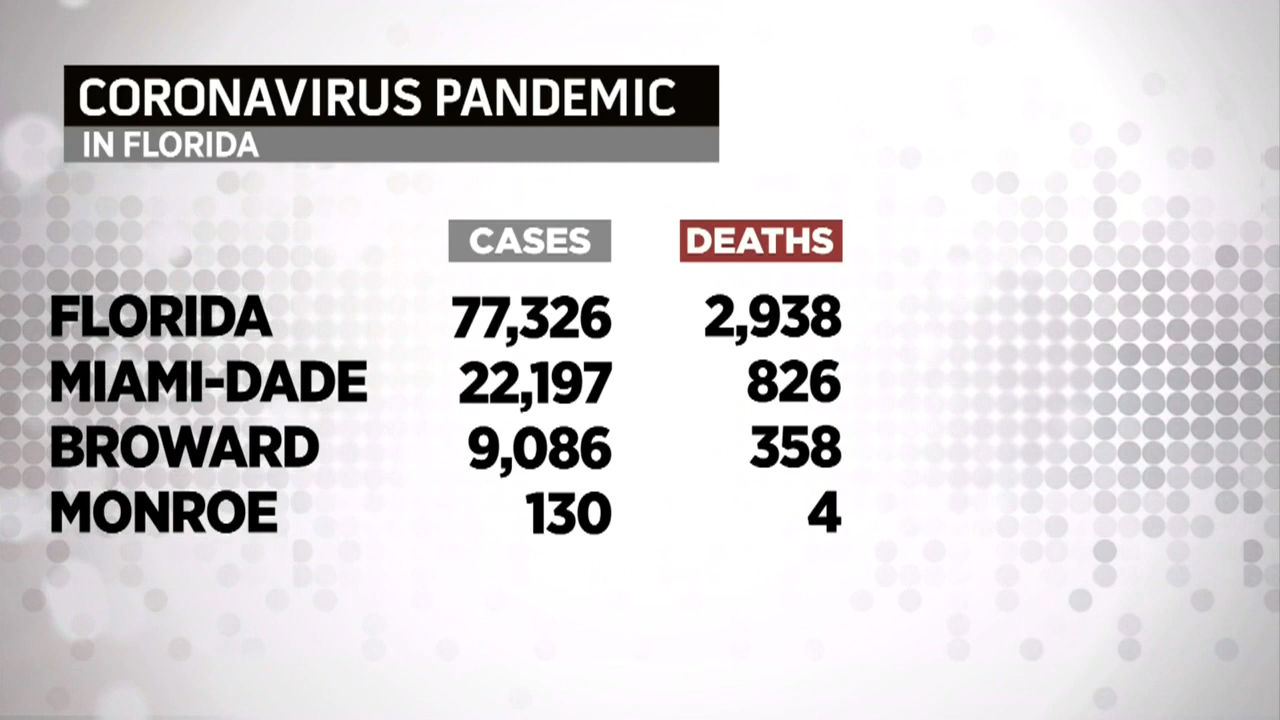 CORONAVIRUS PANDEMIC
IN FLORIDA
CASES DEATHS
FLORIDA 77,326 2,938
MIAMI-DADE 22,197 826
BROWARD 9,086 358
MONROE 130 4